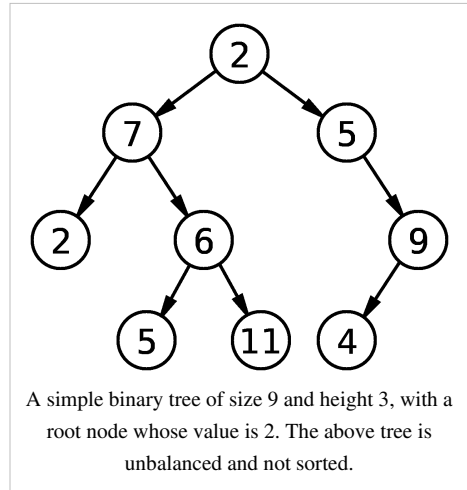 2
7 5
2 6 9
5 11 4
A simple binary tree of size 9 and height 3, with a
root node whose value is 2. The above tree is
unbalanced and not sorted.